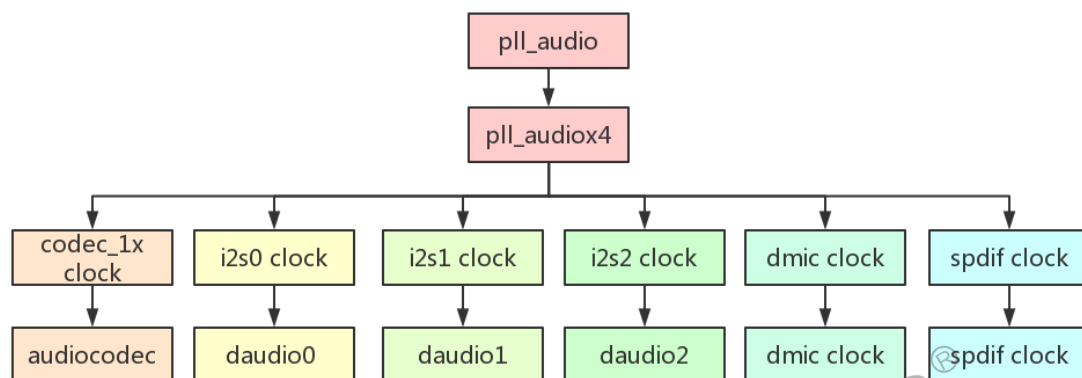 pll_audio
pll_audiox4
codec_1x
clock
i2s0 clock
i2s1 clock
i2s2 clock
dmic clock
spdif clock
audiocodec
daudio0
daudio1
daudio2
dmic clock
spdif clock
®